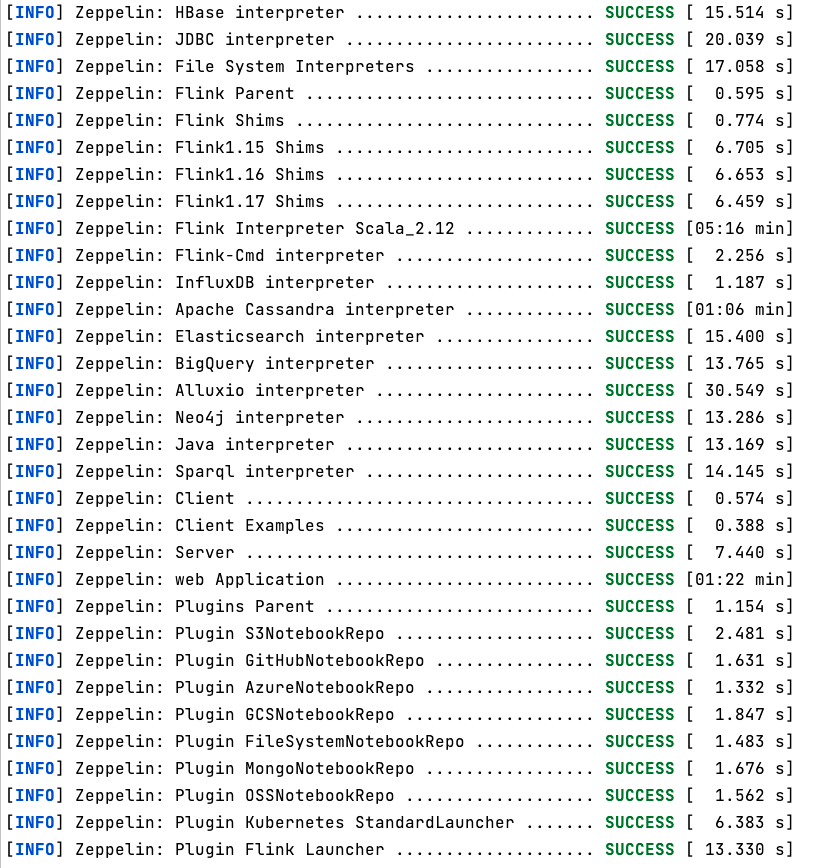 [INFO] Zeppelin: HBase interpreter ........................ SUCCESS [ 15.514 s]
[INFO] Zeppelin: JDBC interpreter ......................... SUCCESS [ 20.039 s]
[INFO] Zeppelin: File System Interpreters ................. SUCCESS [ 17.058 s]
[INFO] Zeppelin: Flink Parent ............................. SUCCESS [  0.595 s]
[INFO] Zeppelin: Flink Shims .............................. SUCCESS [  0.774 s]
[INFO] Zeppelin: Flink1.15 Shims .......................... SUCCESS [  6.705 s]
[INFO] Zeppelin: Flink1.16 Shims .......................... SUCCESS [  6.653 s]
[INFO] Zeppelin: Flink1.17 Shims .......................... SUCCESS [  6.459 s]
[INFO] Zeppelin: Flink Interpreter Scala_2.12 ............. SUCCESS [05:16 min]
[INFO] Zeppelin: Flink-Cmd interpreter .................... SUCCESS [  2.256 s]
[INFO] Zeppelin: InfluxDB interpreter ..................... SUCCESS [  1.187 s]
[INFO] Zeppelin: Apache Cassandra interpreter ............. SUCCESS [01:06 min]
[INFO] Zeppelin: Elasticsearch interpreter ................ SUCCESS [ 15.400 s]
[INFO] Zeppelin: BigQuery interpreter ..................... SUCCESS [ 13.765 s]
[INFO] Zeppelin: Alluxio interpreter ...................... SUCCESS [ 30.549 s]
[INFO] Zeppelin: Neo4j interpreter ........................ SUCCESS [ 13.286 s]
[INFO] Zeppelin: Java interpreter ......................... SUCCESS [ 13.169 s]
[INFO] Zeppelin: Sparql interpreter ....................... SUCCESS [ 14.145 s]
[INFO] Zeppelin: Client ................................... SUCCESS [  0.574 s]
[INFO] Zeppelin: Client Examples .......................... SUCCESS [  0.388 s]
[INFO] Zeppelin: Server ................................... SUCCESS [  7.440 s]
[INFO] Zeppelin: web Application .......................... SUCCESS [01:22 min]
[INFO] Zeppelin: Plugins Parent ........................... SUCCESS [  1.154 s]
[INFO] Zeppelin: Plugin S3NotebookRepo .................... SUCCESS [  2.481 s]
[INFO] Zeppelin: Plugin GitHubNotebookRepo ................ SUCCESS [  1.631 s]
[INFO] Zeppelin: Plugin AzureNotebookRepo ................. SUCCESS [  1.332 s]
[INFO] Zeppelin: Plugin GCSNotebookRepo ................... SUCCESS [  1.847 s]
[INFO] Zeppelin: Plugin FileSystemNotebookRepo ............ SUCCESS [  1.483 s]
[INFO] Zeppelin: Plugin MongoNotebookRepo ................. SUCCESS [  1.676 s]
[INFO] Zeppelin: Plugin OSSNotebookRepo ................... SUCCESS [  1.562 s]
[INFO] Zeppelin: Plugin Kubernetes StandardLauncher ....... SUCCESS [  6.383 s]
[INFO] Zeppelin: Plugin Flink Launcher .................... SUCCESS [ 13.330 s]